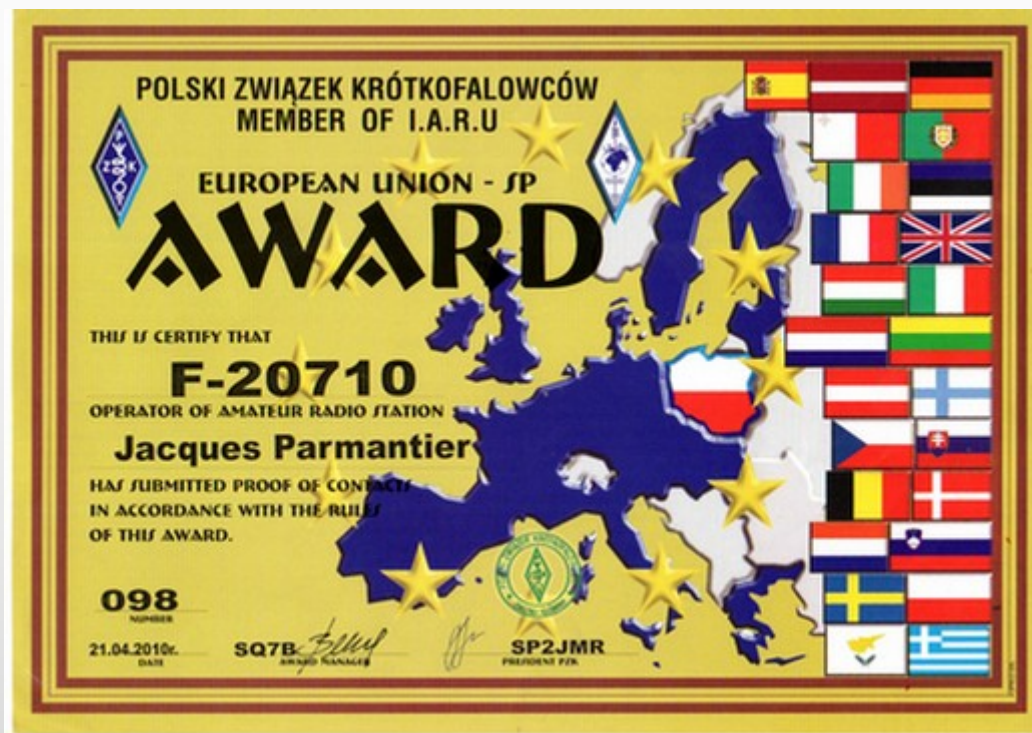 POLSKI ZWIĄZEK KRÓTKOFALOWCÓW
MEMBER OF I.A.R.U
EUROPEAN UNION - SP
AWARD
THIS IS CERTIFY THAT
F-20710
OPERATOR OF AMATEUR RADIO STATION
Jacques Parmantier
HAS SUBMITTED PROOF OF CONTACTS
IN ACCORDANCE WITH THE RULES
OF THIS AWARD.
098
NUMBER
21.04.2010r.
DATE
SQ7B
AWARD MANAGER
SP2JMR
PRESIDENT PZK